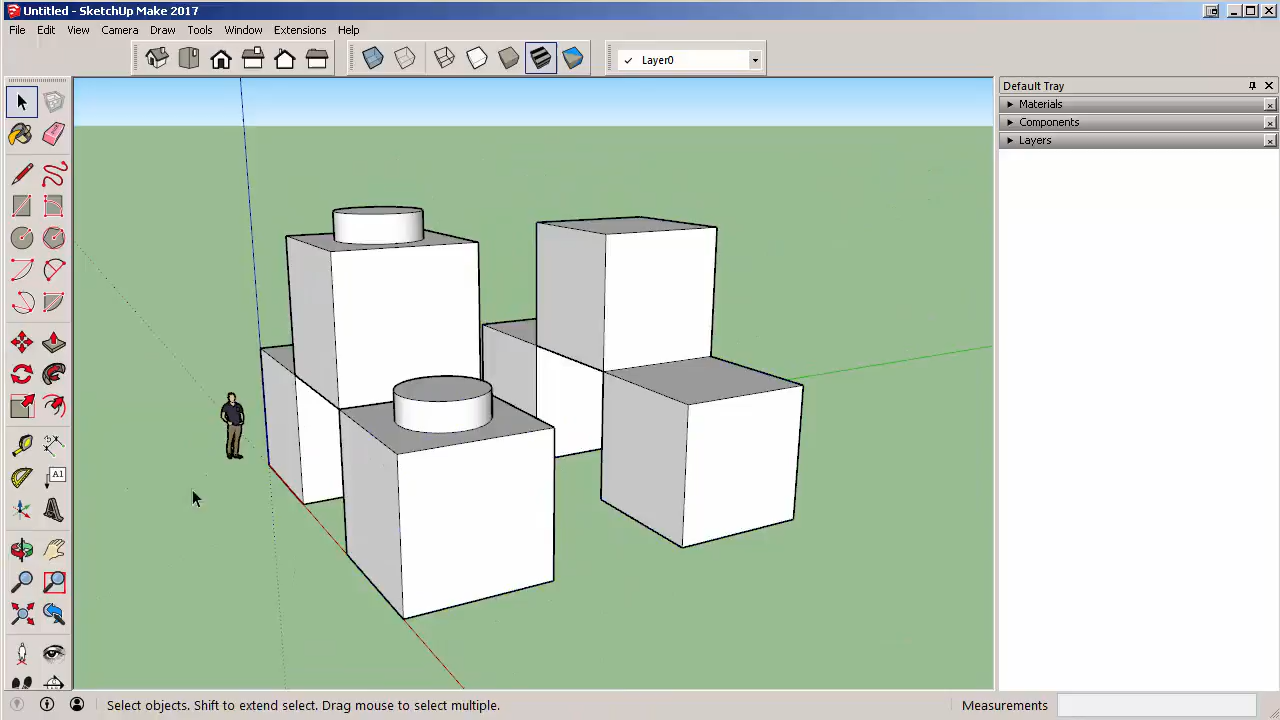 Untitled - SketchUp Make 2017
File Edit View Camera Draw Tools Window Extensions Help
Layer0
Default Tray
Materials
Components
Layers
A1
Select objects. Shift to extend select. Drag mouse to select multiple.
Measurements